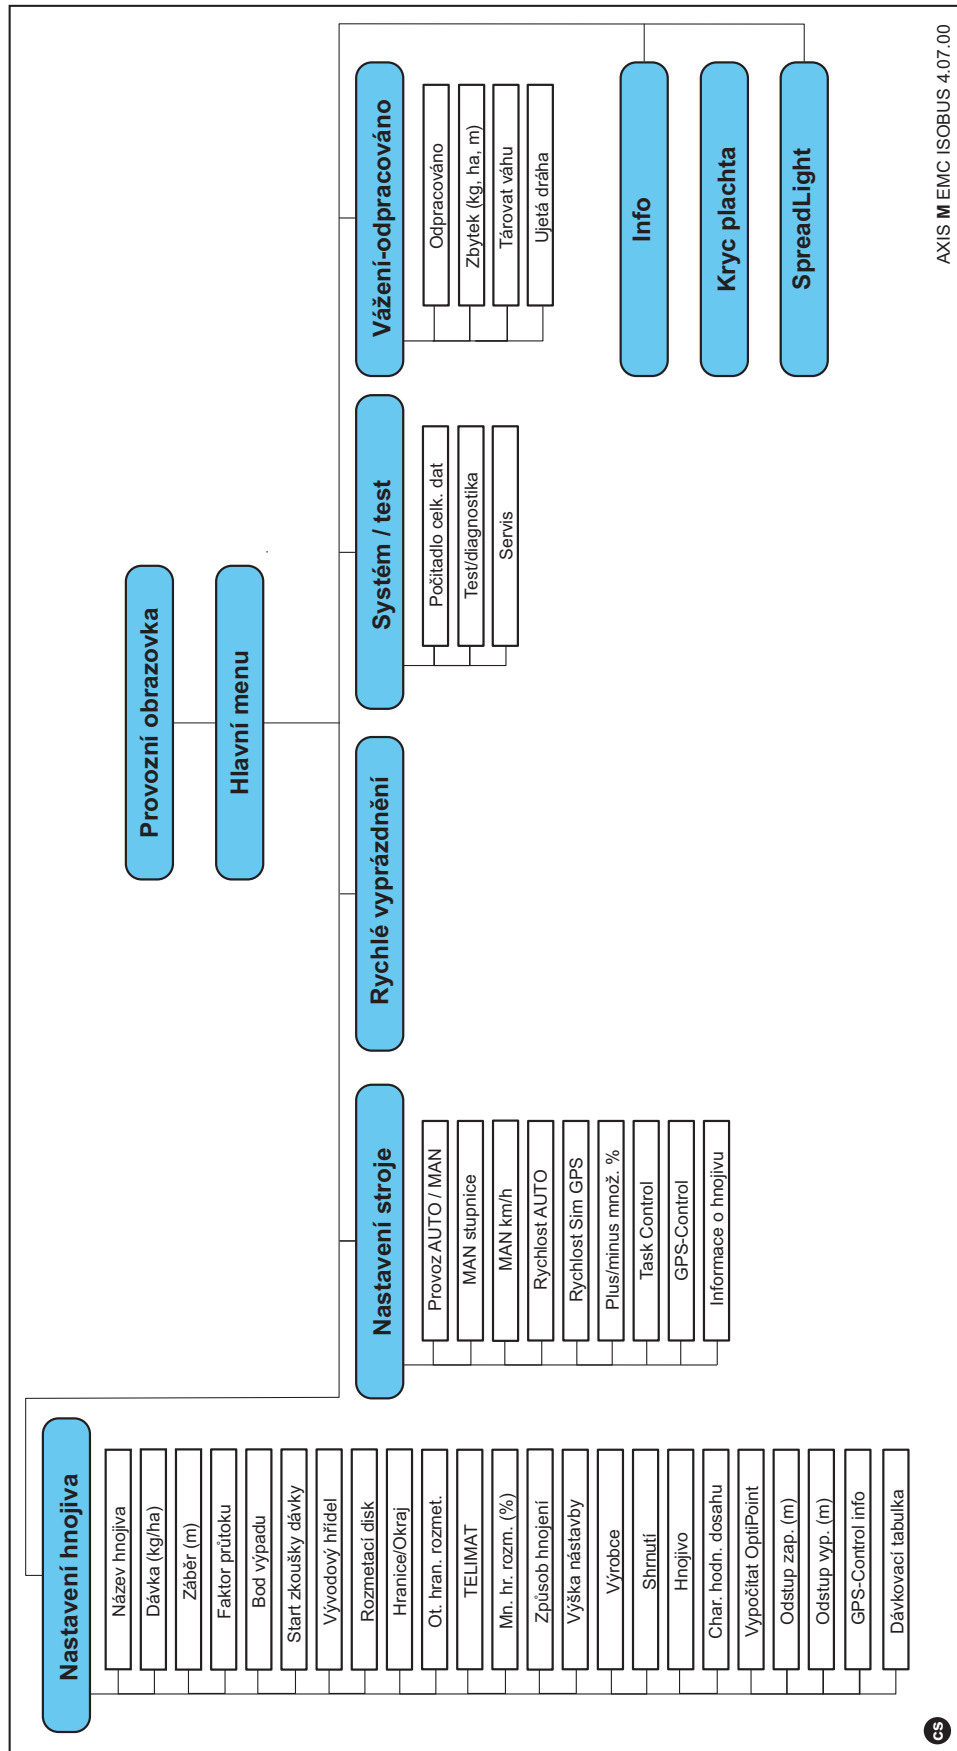 Provozní obrazovka
Hlavní menu
Nastavení hnojiva
Název hnojiva
Dávka (kg/ha)
Záběr (m)
Faktor průtoku
Bod výpadu
Start zkoušky dávky
Vývodový hřídel
Rozmetací disk
Hranice/Okraj
Ot. hran. rozmet.
TELIMAT
Mn. hr. rozm. (%)
Způsob hnojení
Výška nástavby
Výrobce
Shrnutí
Hnojivo
Char. hodn. dosahu
Vypočítat OptiPoint
Odstup zap. (m)
Odstup vyp. (m)
GPS-Control info
Dávkovací tabulka
Nastavení stroje
Provoz AUTO / MAN
MAN stupnice
MAN km/h
Rychlost AUTO
Rychlost Sim GPS
Plus/minus množ. %
Task Control
GPS-Control
Informace o hnojivu
Rychlé vyprázdnění
Systém / test
Počitadlo celk. dat
Test/diagnostika
Servis
Vážení-odpracováno
Odpracováno
Zbytek (kg, ha, m)
Tárovat váhu
Ujetá dráha
Info
Kryc plachta
SpreadLight
cs
AXIS M EMC ISOBUS 4.07.00